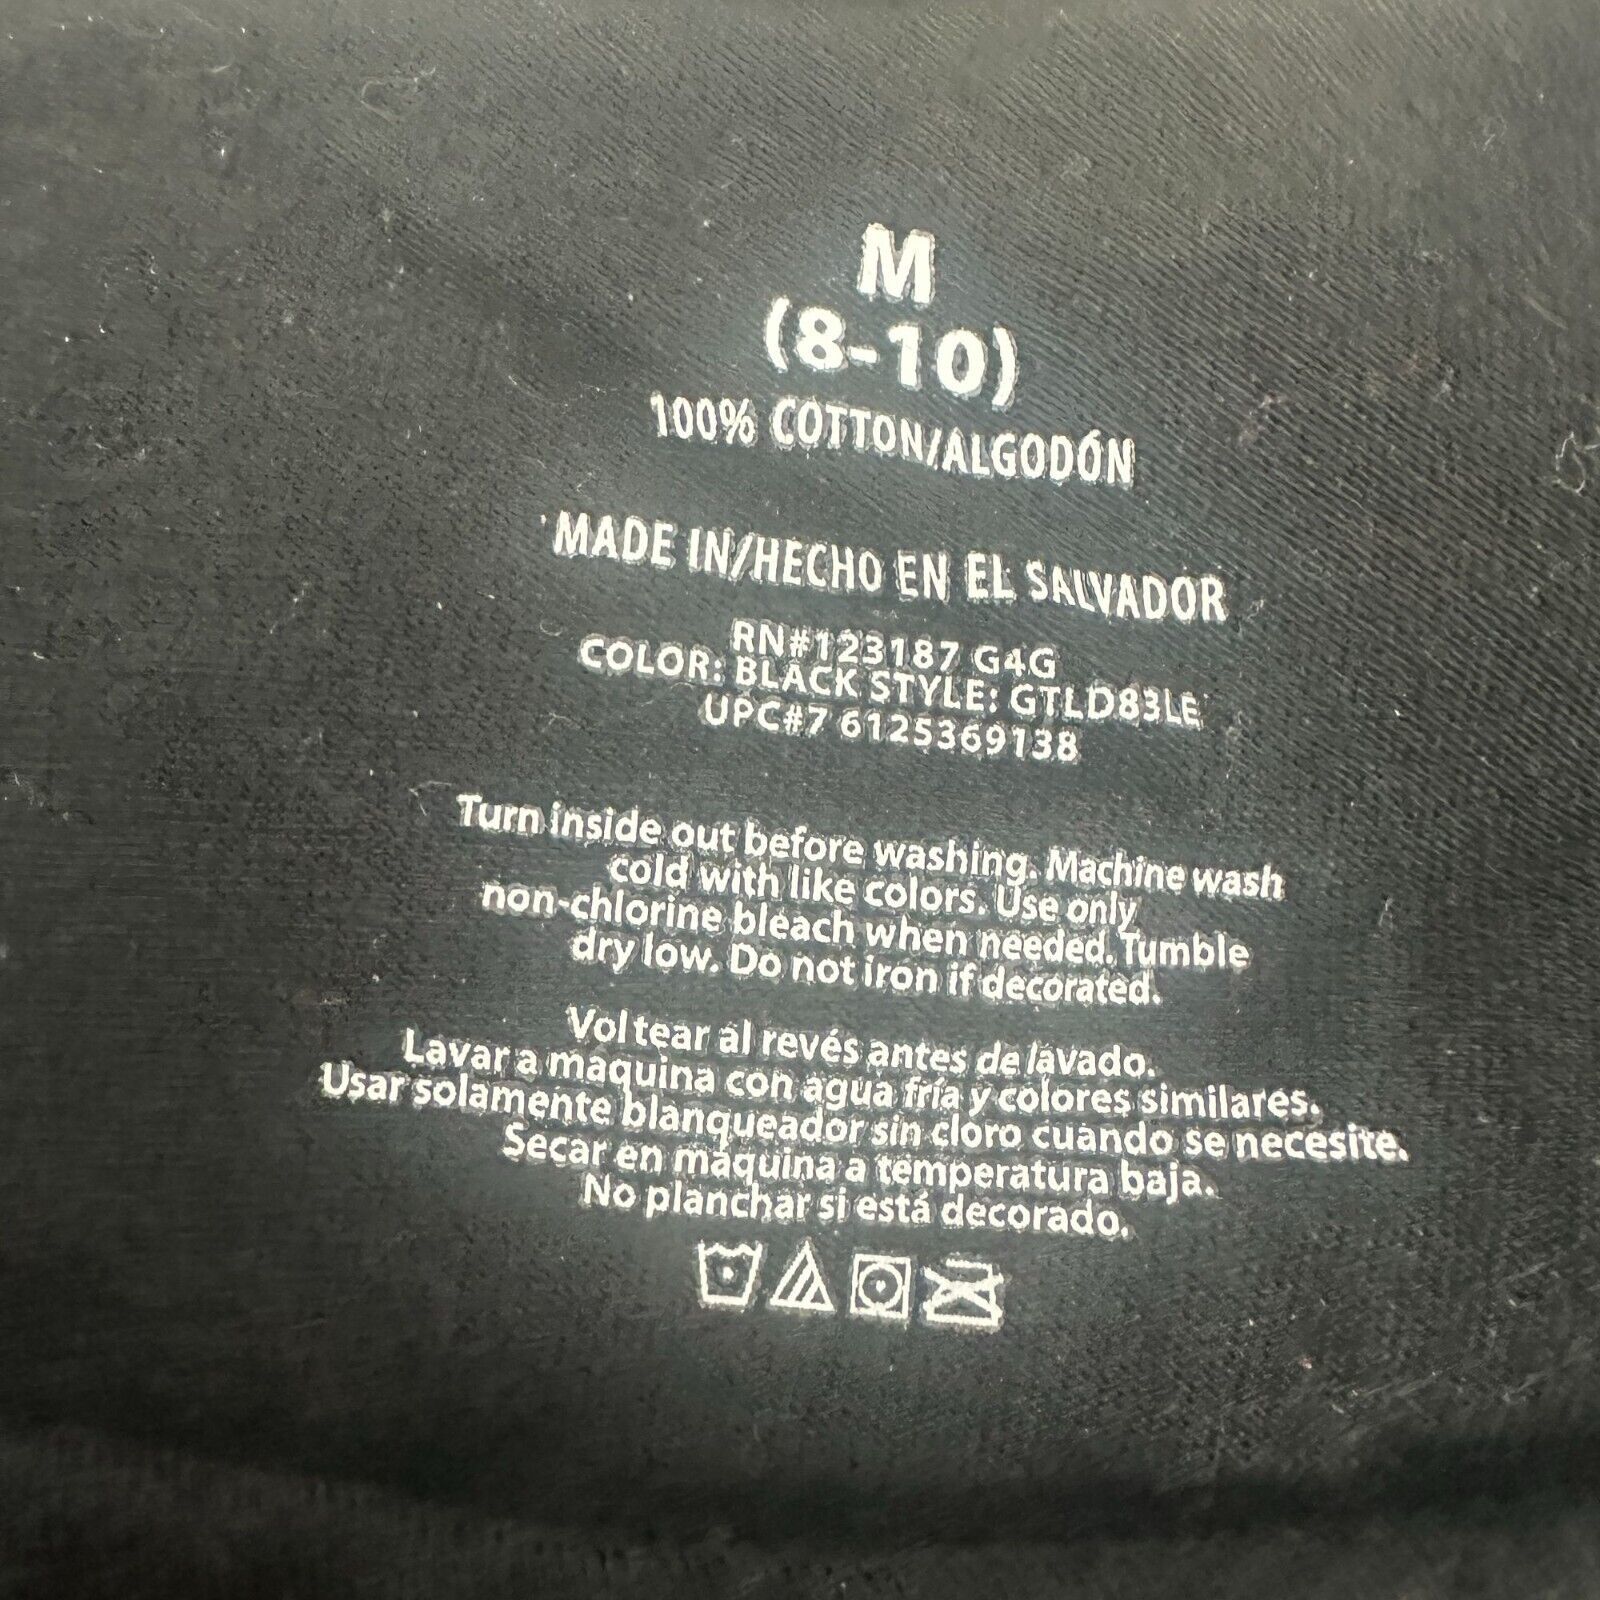 M
(8-10)
100% COTTON/ALGODÓN
MADE IN/HECHO EN EL SALVADOR
RN#123187 G4G
COLOR: BLACK STYLE: GTLD83LE
UPC#7 6125369138
Turn inside out before washing. Machine wash
cold with like colors. Use only
non-chlorine bleach when needed. Tumble
dry low. Do not iron if decorated.
Voltear al revés antes de lavado.
Lavar a maquina con agua fría y colores similares.
Usar solamente blanqueador sin cloro cuando se necesite.
Secar en maquina a temperatura baja.
No planchar si está decorado.